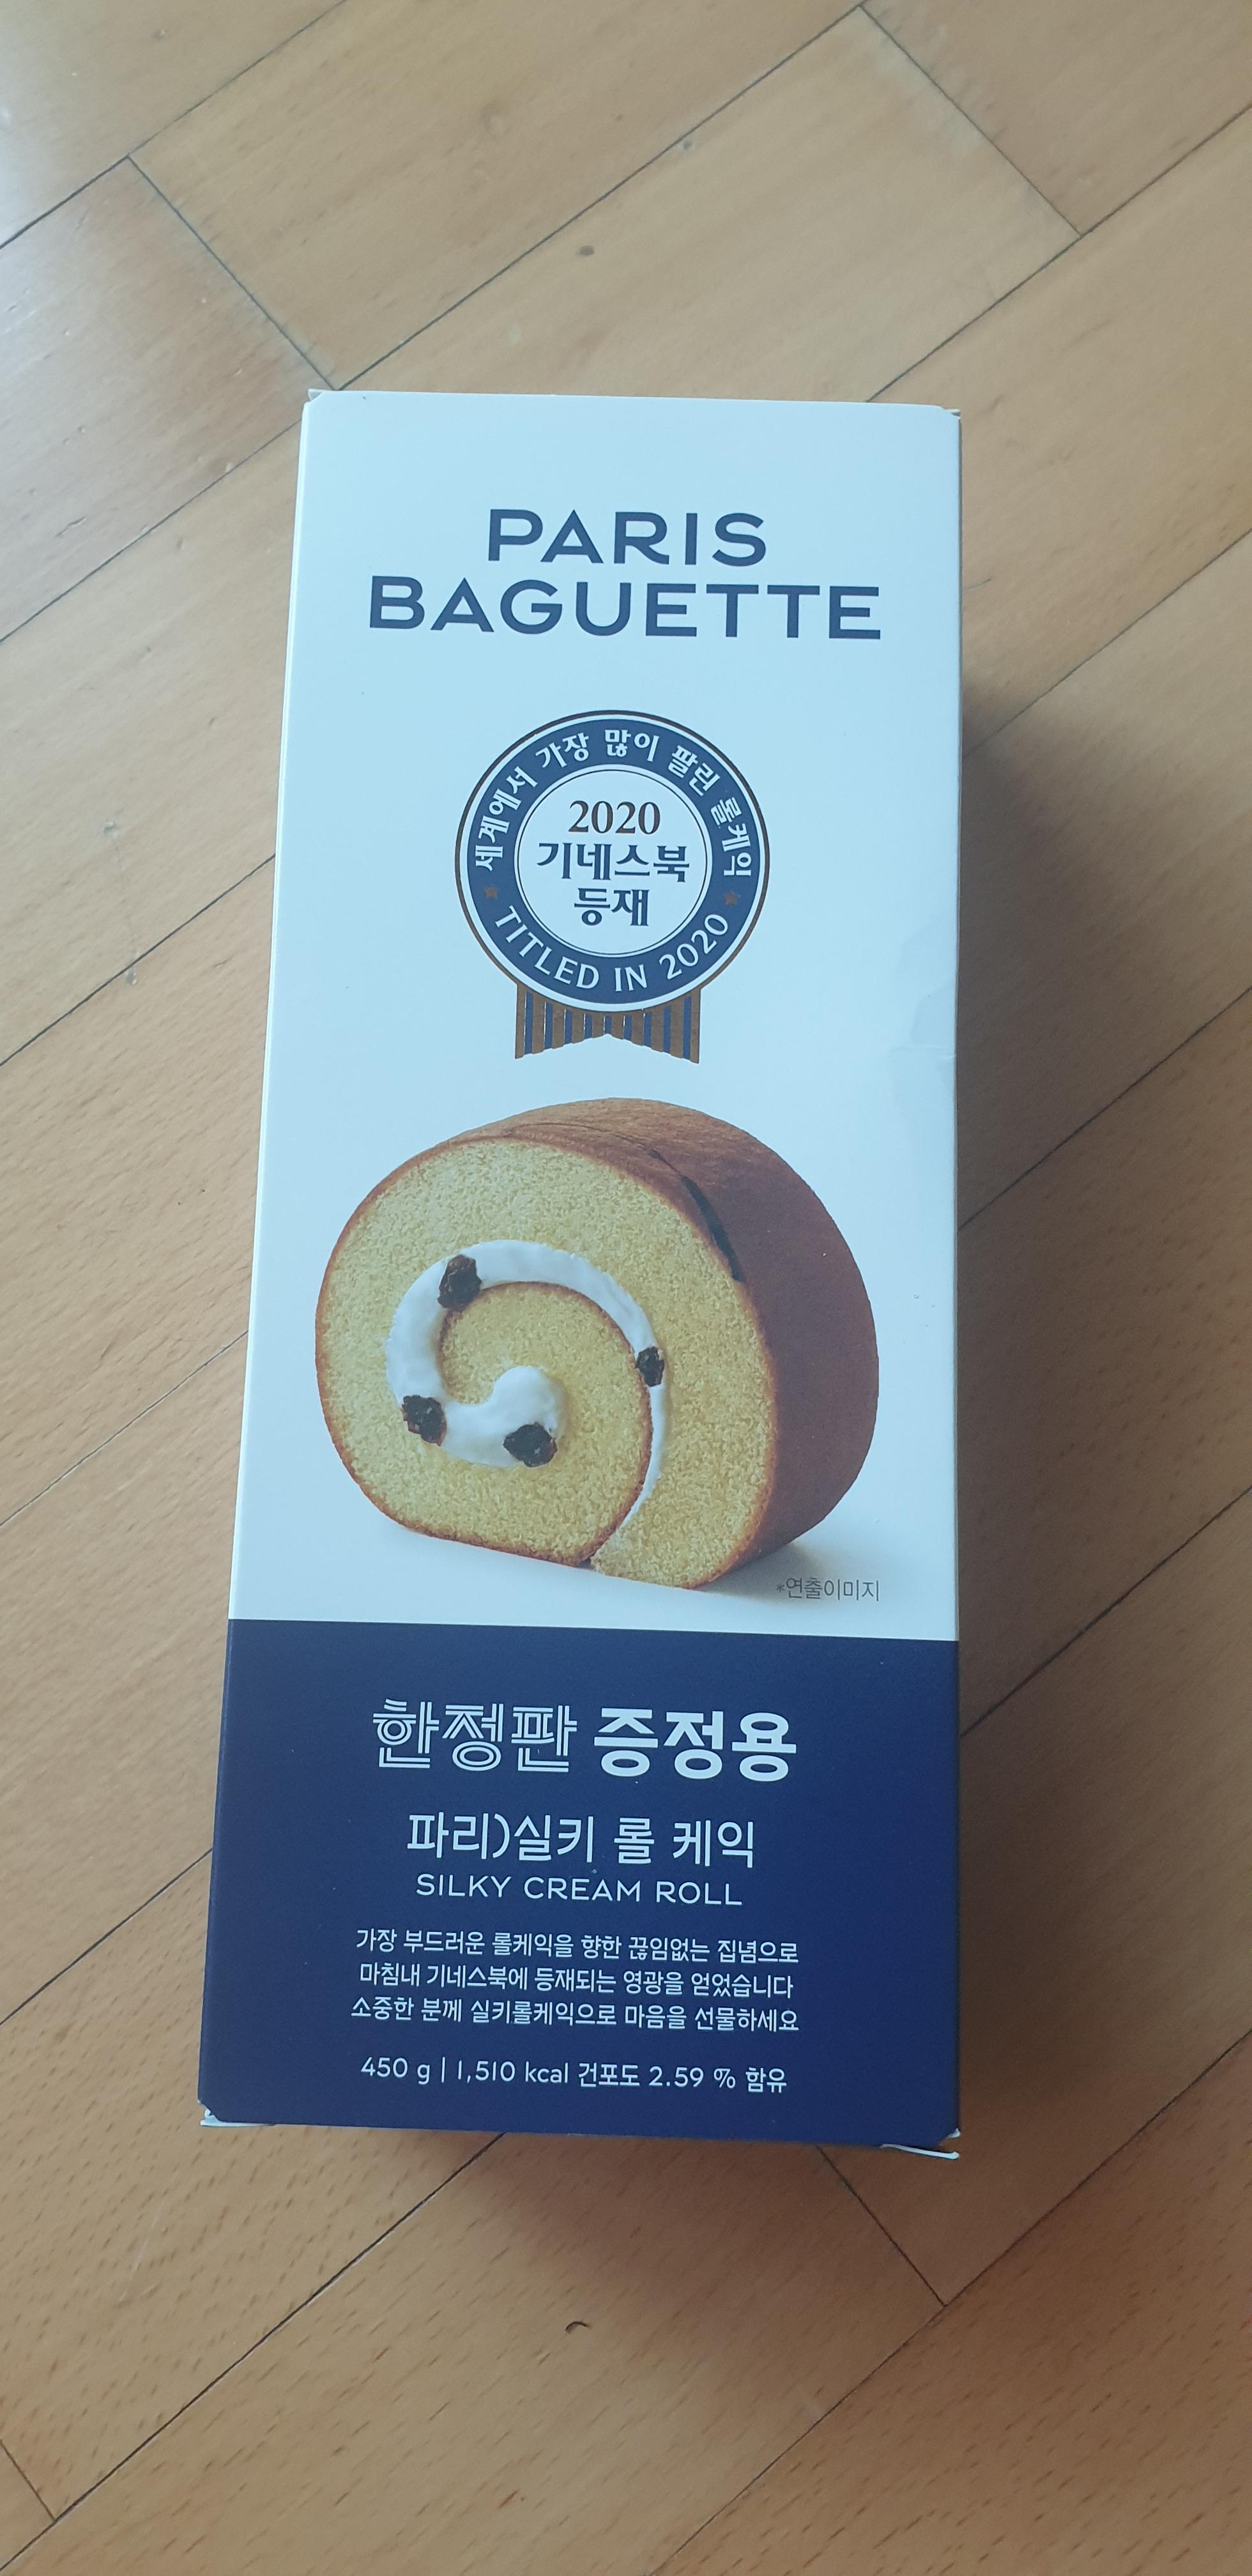 PARIS
BAGUETTE
세계에서 가장 많이 팔린 롤케익
2020
기네스북
등재
TITLED IN 2020
*연출이미지
한정판 증정용
파리)실키 롤 케익
SILKY CREAM ROLL
가장 부드러운 롤케익을 향한 끊임없는 집념으로
마침내 기네스북에 등재되는 영광을 얻었습니다
소중한 분께 실키롤케익으로 마음을 선물하세요
450 g | 1,510 kcal 건포도 2.59 % 함유